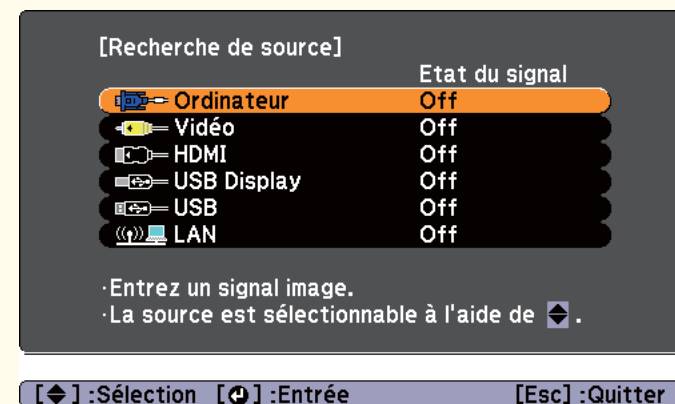 [Recherche de source]
Etat du signal
Ordinateur Off
Vidéo Off
HDMI Off
USB Display Off
USB Off
LAN Off
·Entrez un signal image.
·La source est sélectionnable à l'aide de .
[ ] :Sélection [ ] :Entrée [Esc] :Quitter